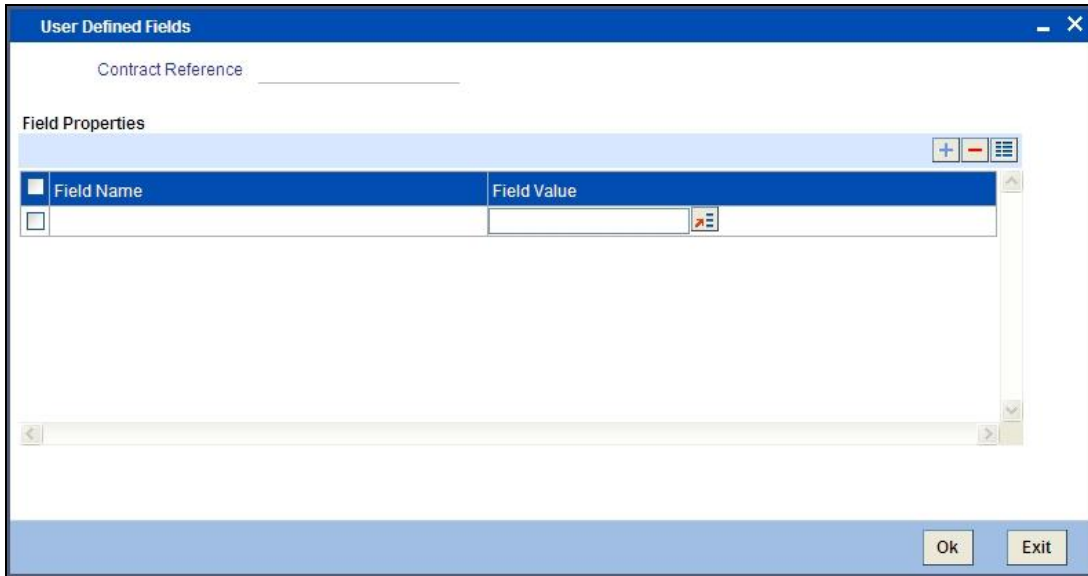 User Defined Fields
Contract Reference
Field Properties
Field Name Field Value
Ok Exit